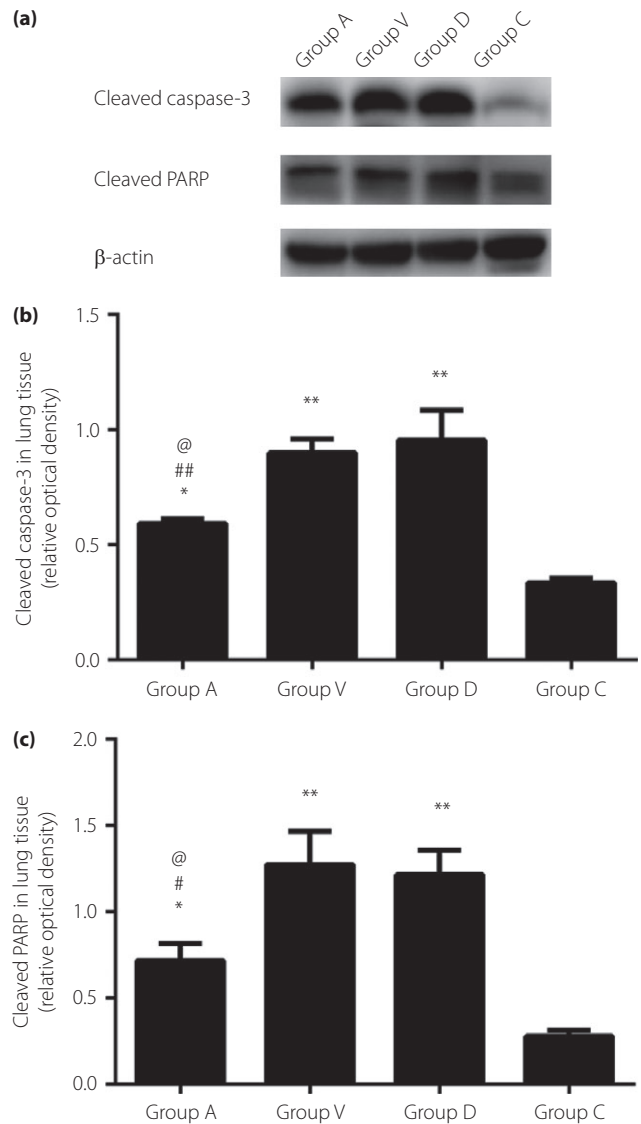 (a)
Group A Group V Group D Group C
Cleaved caspase-3
Cleaved PARP
β-actin
(b)
Cleaved caspase-3 in lung tissue
(relative optical density)
1.5
1.0
0.5
0.0
@
##
*
**
**
Group A Group V Group D Group C
(c)
Cleaved PARP in lung tissue
(relative optical density)
2.0
1.5
1.0
0.5
0.0
@
#
*
**
**
Group A Group V Group D Group C